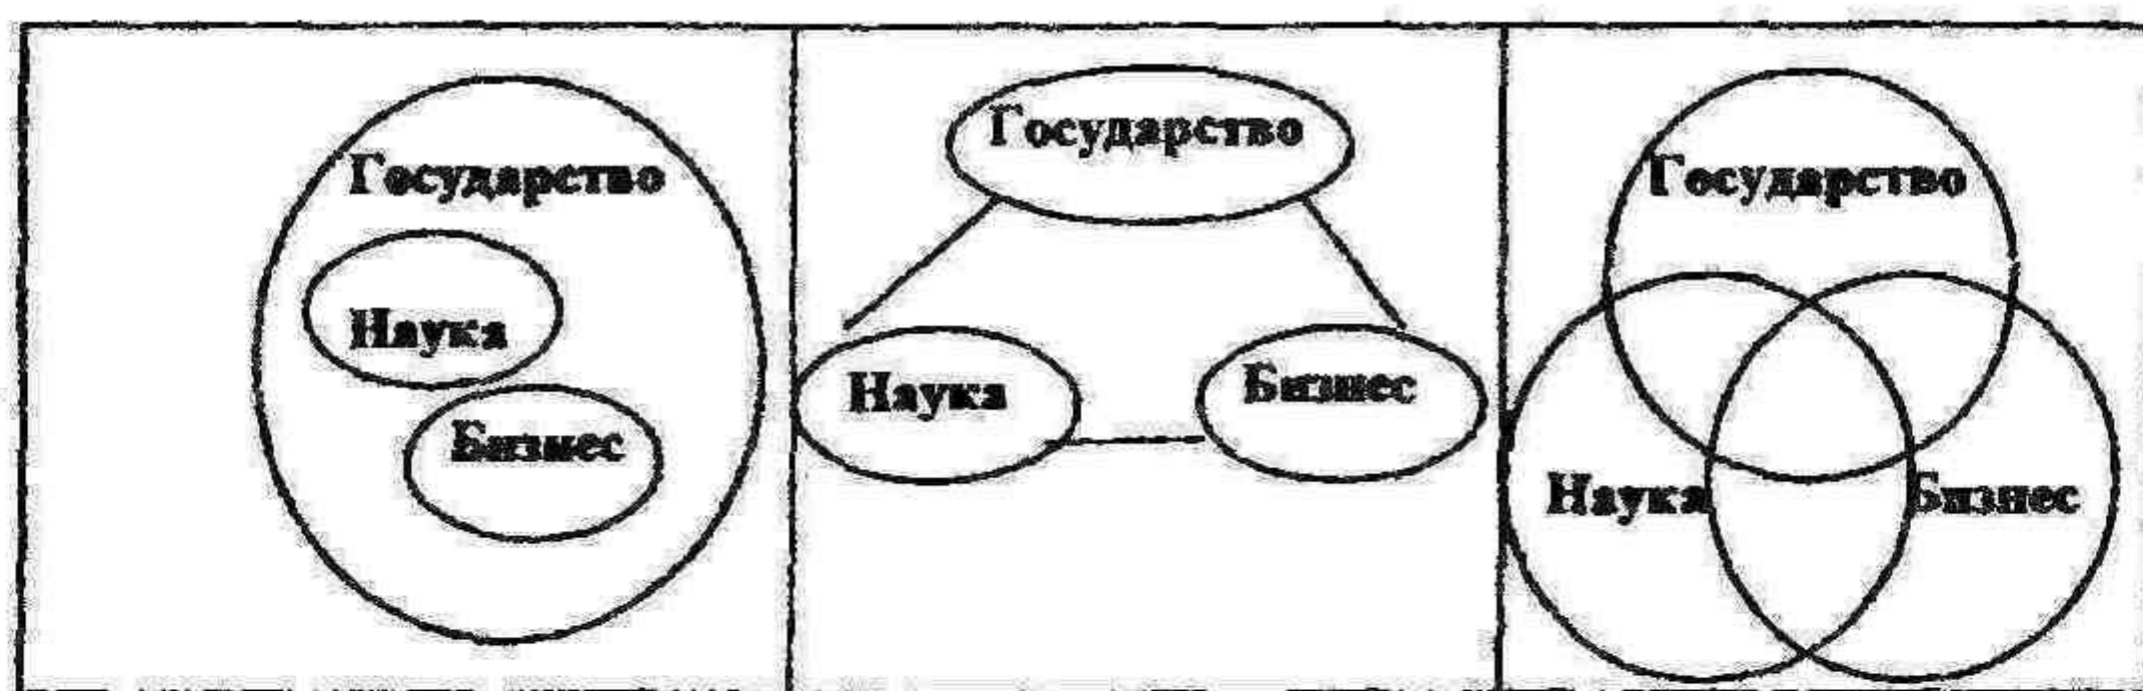 Государство
Наука
Бизнес
Государство
Наука
Бизнес
Государство
Наука
Бизнес